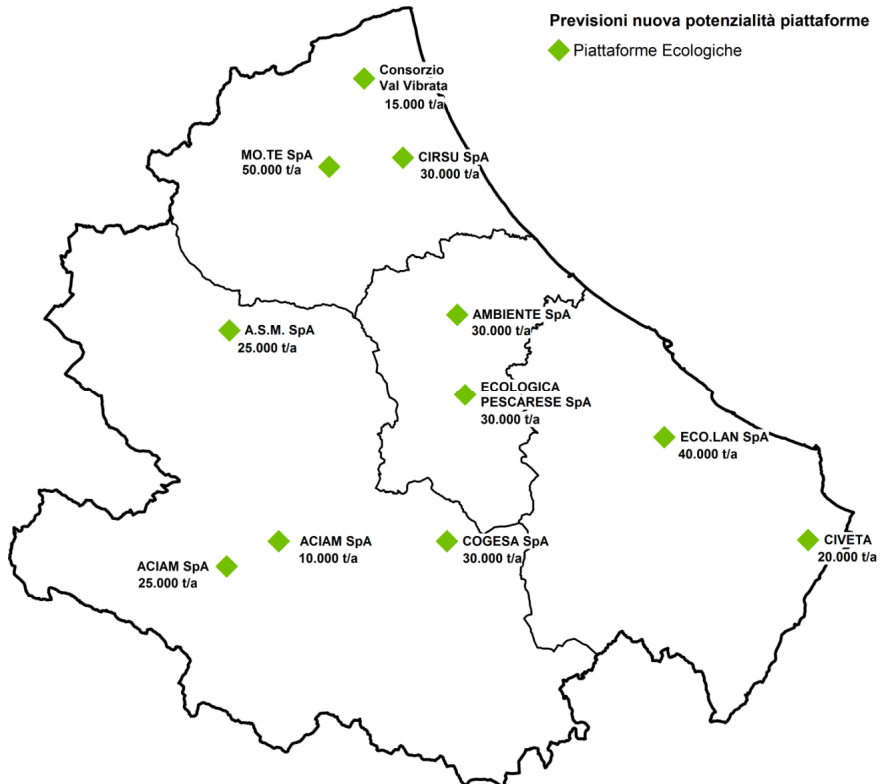 Previsioni nuova potenzialità piattaforme
Piattaforme Ecologiche
Consorzio
Val Vibrata
15.000 t/a
MO.TE SpA
50.000 t/a
CIRSU SpA
30.000 t/a
A.S.M. SpA
25.000 t/a
AMBIENTE SpA
30.000 t/a
ECOLOGICA
PESCARESE SpA
30.000 t/a
ECO.LAN SpA
40.000 t/a
ACIAM SpA
25.000 t/a
ACIAM SpA
10.000 t/a
COGESA SpA
30.000 t/a
CIVETA
20.000 t/a